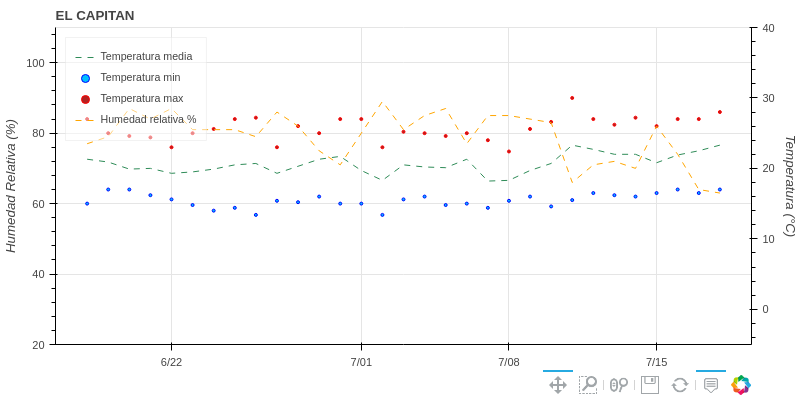 EL CAPITAN
Temperatura media
Temperatura min
Temperatura max
Humedad relativa %
Humedad Relativa (%)
100
80
60
40
20
Temperatura (°C)
40
30
20
10
0
6/22
7/01
7/08
7/15